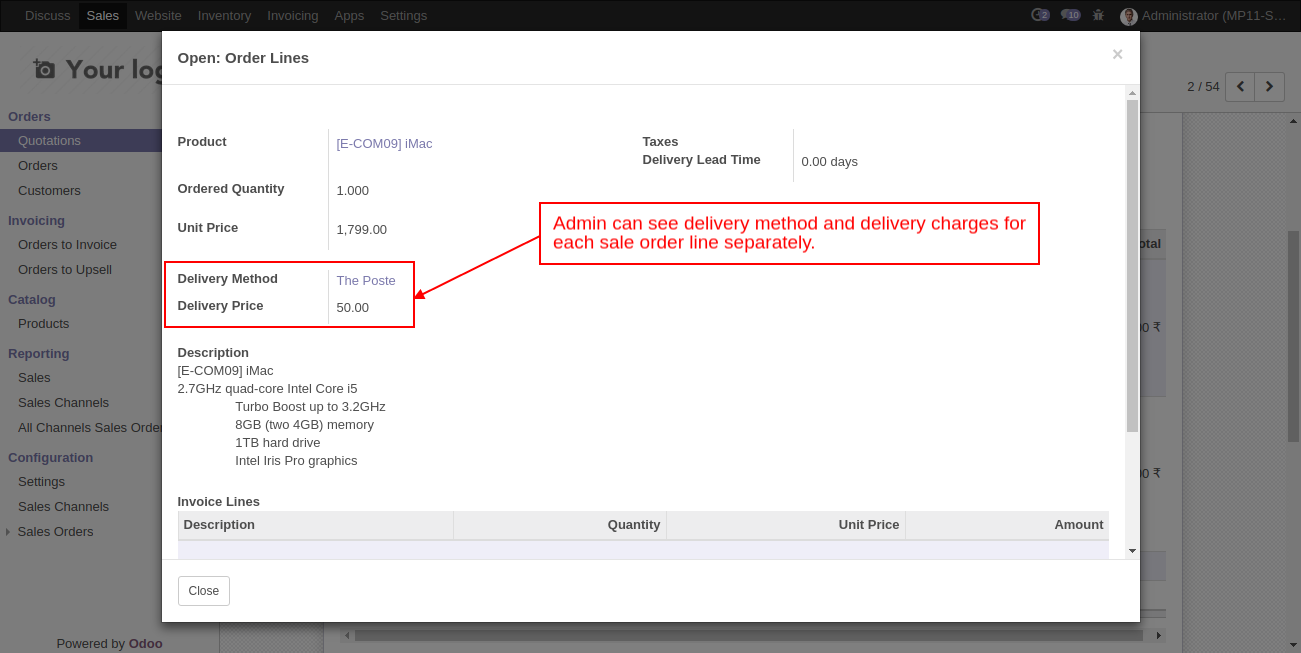 Discuss Sales Website Inventory Invoicing Apps Settings 2 10 Administrator (MP11-S...
Your log
2 / 54
Orders
Quotations
Orders
Customers
Invoicing
Orders to Invoice
Orders to Upsell
Catalog
Products
Reporting
Sales
Sales Channels
All Channels Sales Order
Configuration
Settings
Sales Channels
Sales Orders
Powered by Odoo
Open: Order Lines ×
Product [E-COM09] iMac
Taxes
Delivery Lead Time 0.00 days
Ordered Quantity 1.000
Unit Price 1,799.00
Admin can see delivery method and delivery charges for
each sale order line separately.
Delivery Method The Poste
Delivery Price 50.00
Description
[E-COM09] iMac
2.7GHz quad-core Intel Core i5
Turbo Boost up to 3.2GHz
8GB (two 4GB) memory
1TB hard drive
Intel Iris Pro graphics
Invoice Lines
Description Quantity Unit Price Amount
Close
otal
00 ₹
00 ₹